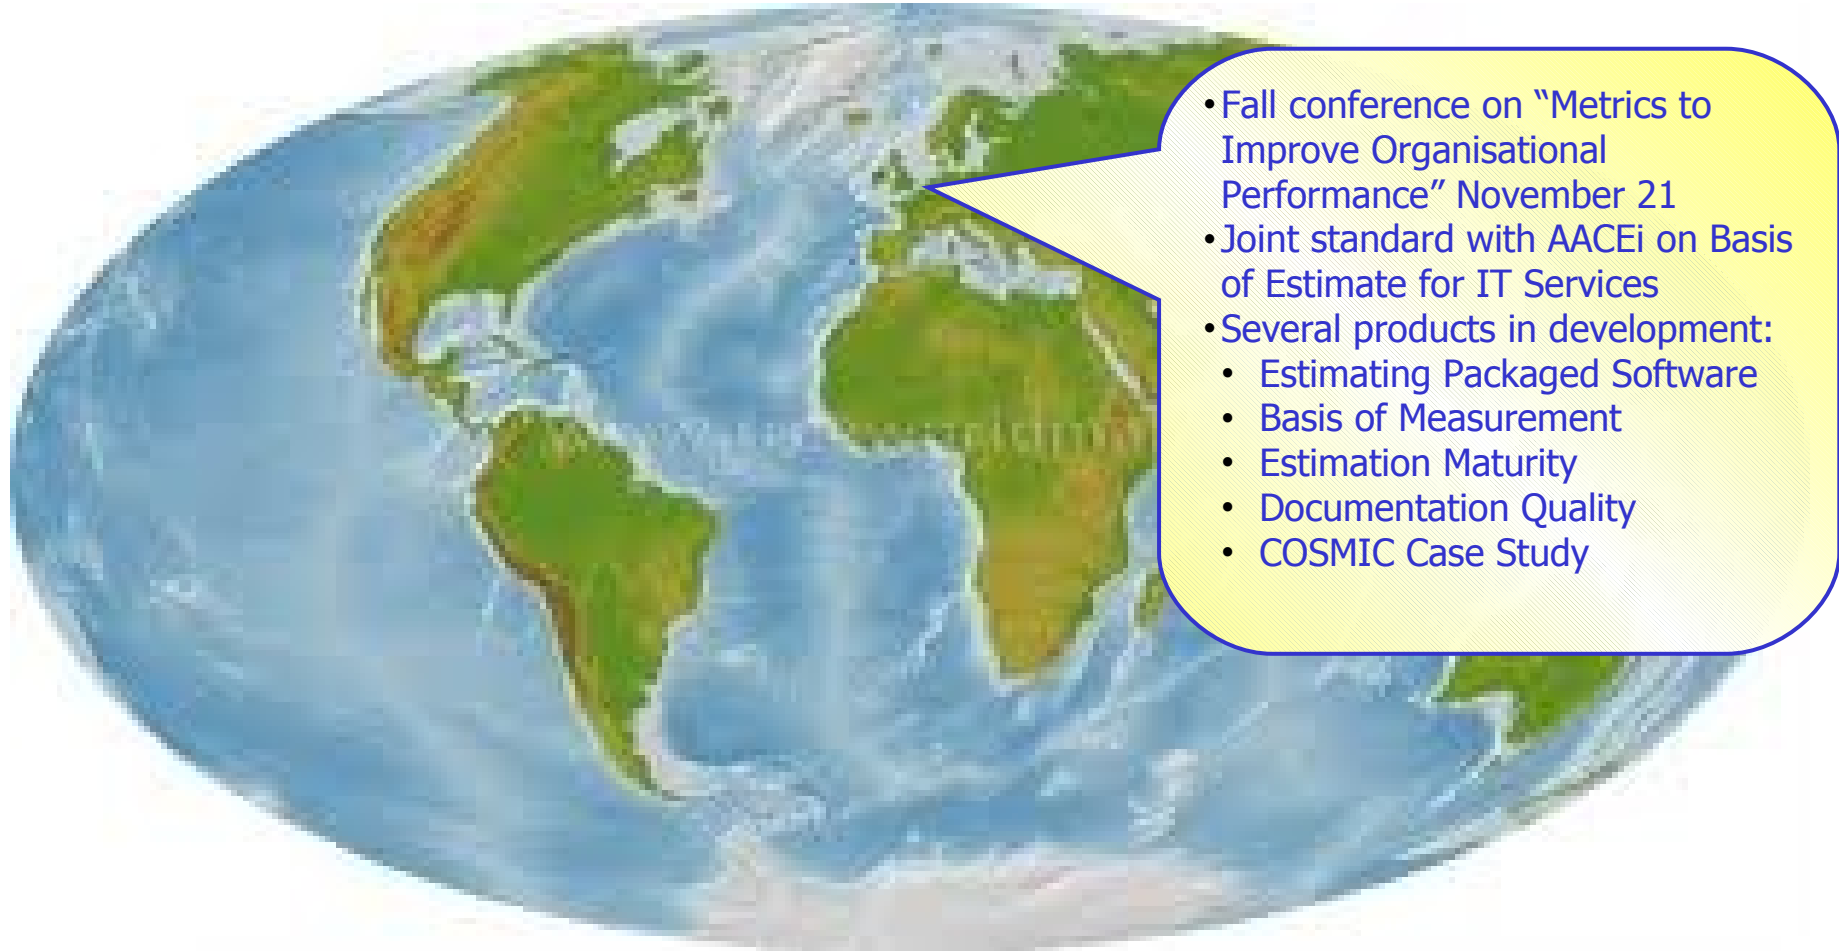 •Fall conference on “Metrics to
Improve Organisational
Performance” November 21
•Joint standard with AACEi on Basis
of Estimate for IT Services
•Several products in development:
• Estimating Packaged Software
• Basis of Measurement
• Estimation Maturity
• Documentation Quality
• COSMIC Case Study